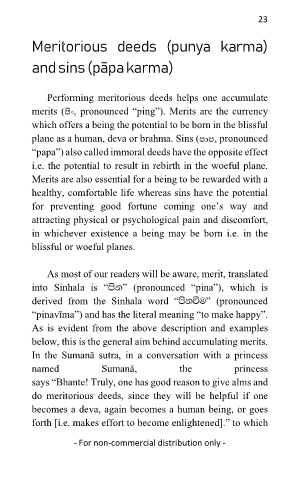 23
Meritorious deeds (punya karma)
and sins (pāpa karma)
Performing meritorious deeds helps one accumulate
merits (පිං, pronounced “ping”). Merits are the currency
which offers a being the potential to be born in the blissful
plane as a human, deva or brahma. Sins (පාප, pronounced
“papa”) also called immoral deeds have the opposite effect
i.e. the potential to result in rebirth in the woeful plane.
Merits are also essential for a being to be rewarded with a
healthy, comfortable life whereas sins have the potential
for preventing good fortune coming one’s way and
attracting physical or psychological pain and discomfort,
in whichever existence a being may be born i.e. in the
blissful or woeful planes.
As most of our readers will be aware, merit, translated
into Sinhala is “පින” (pronounced “pina”), which is
derived from the Sinhala word “පිනවීම” (pronounced
“pinavīma”) and has the literal meaning “to make happy”.
As is evident from the above description and examples
below, this is the general aim behind accumulating merits.
In the Sumanā sutra, in a conversation with a princess
named Sumanā, the princess
says “Bhante! Truly, one has good reason to give alms and
do meritorious deeds, since they will be helpful if one
becomes a deva, again becomes a human being, or goes
forth [i.e. makes effort to become enlightened].” to which
- For non-commercial distribution only -